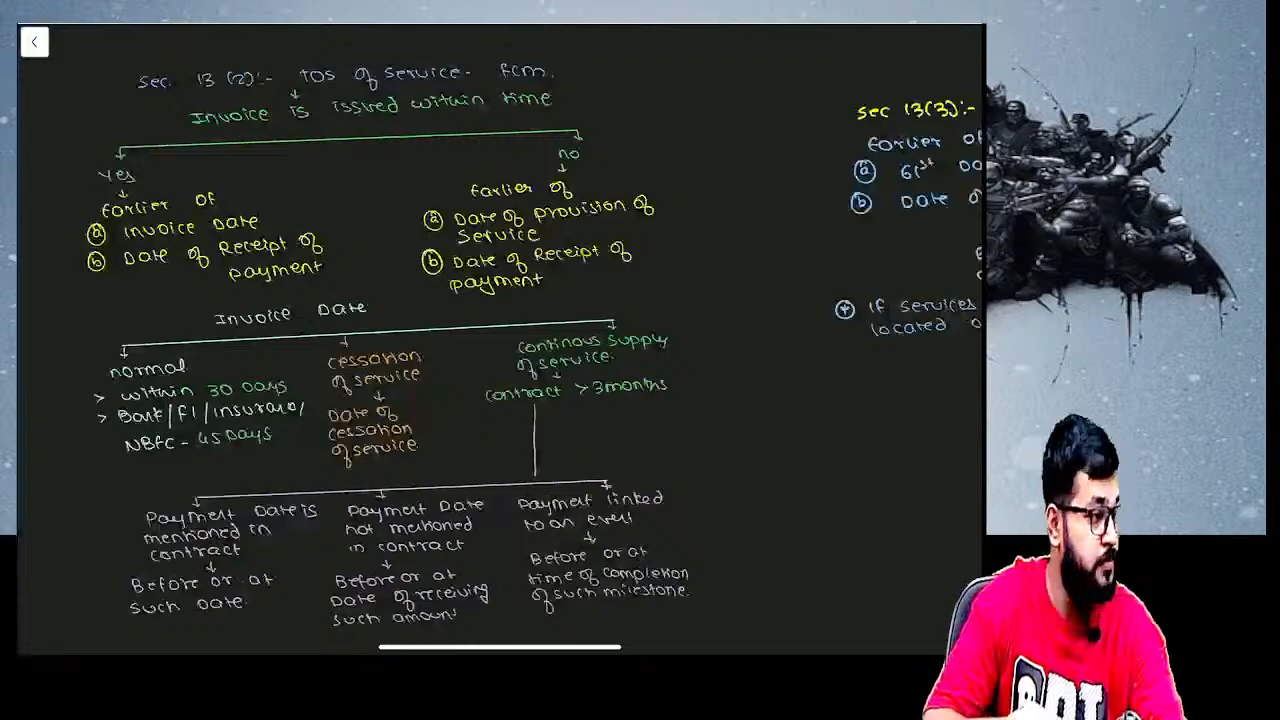 Sec. 13 (2):- TOS of service- FCM.
Invoice is issued within time
Yes
Earlier of
ⓐ Invoice Date
ⓑ Date of Receipt of
payment
no
Earlier of
ⓐ Date of provision of
service
ⓑ Date of Receipt of
payment
Invoice Date
normal
> within 30 Days
> Bank/FI/insurance/
NBFC - 45 Days
cessation
of service
Date of
cessation
of service
continous supply
of service.
contract > 3 months
Payment Date is
mentioned in
contract
Before or at
such Date.
Payment Date
not mentioned
in contract
Before or at
Date of receiving
such amount
Payment linked
to an event
Before or at
time of completion
of such milestone.
Sec 13(3):-
Earlier of
ⓐ 61st
ⓑ Date
If services
located